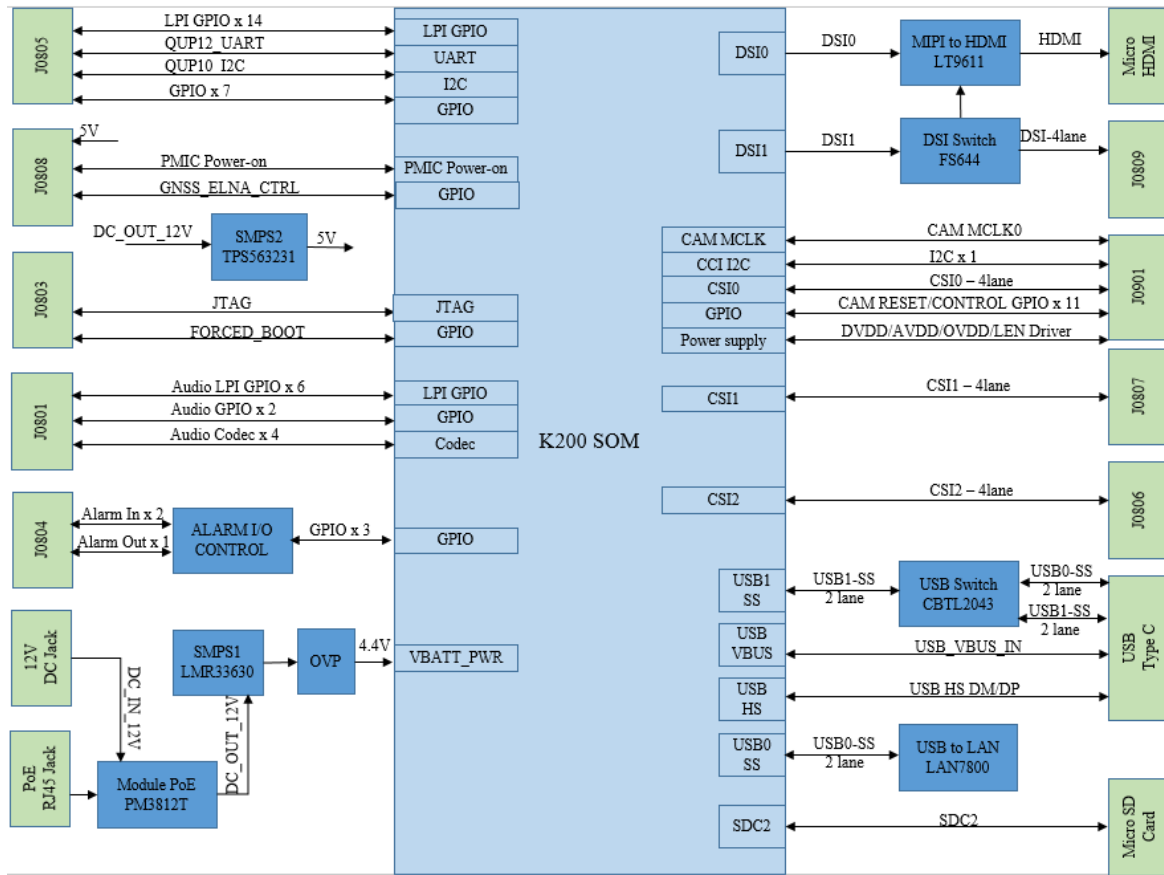 J0805
LPI GPIO x 14
QUP12_UART
QUP10 I2C
GPIO x 7
LPI GPIO
UART
I2C
GPIO
J0808
5V
PMIC Power-on
GNSS_ELNA_CTRL
PMIC Power-on
GPIO
DC_OUT_12V
SMPS2
TPS563231
5V
J0803
JTAG
FORCED_BOOT
JTAG
GPIO
J0801
Audio LPI GPIO x 6
Audio GPIO x 2
Audio Codec x 4
LPI GPIO
GPIO
Codec
J0804
Alarm In x 2
Alarm Out x 1
ALARM I/O
CONTROL
GPIO x 3
GPIO
12V
DC Jack
DC_IN_12V
SMPS1
LMR33630
OVP
4.4V
VBATT_PWR
PoE
RJ45 Jack
Module PoE
PM3812T
DC_OUT_12V
K200 SOM
DSI0
DSI0
MIPI to HDMI
LT9611
HDMI
Micro
HDMI
DSI1
DSI1
DSI Switch
FS644
DSI-4lane
J0809
CAM MCLK
CCI I2C
CSI0
GPIO
Power supply
CAM MCLK0
I2C x 1
CSI0 – 4lane
CAM RESET/CONTROL GPIO x 11
DVDD/AVDD/OVDD/LEN Driver
J0901
CSI1
CSI1 – 4lane
J0807
CSI2
CSI2 – 4lane
J0806
USB1
SS
USB1-SS
2 lane
USB Switch
CBTL2043
USB0-SS
2 lane
USB1-SS
2 lane
USB
VBUS
USB_VBUS_IN
USB
HS
USB HS DM/DP
USB
Type C
USB0
SS
USB0-SS
2 lane
USB to LAN
LAN7800
SDC2
SDC2
Micro SD
Card